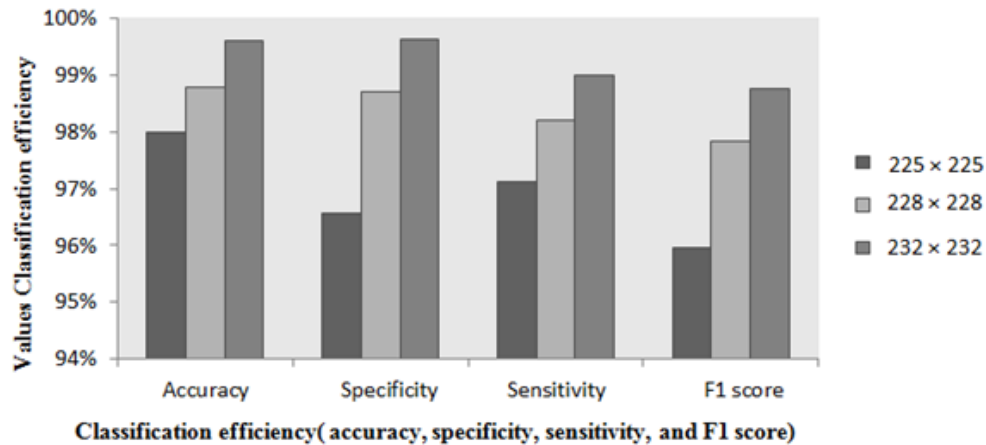 100%
99%
98%
97%
96%
95%
94%
Values Classification efficiency
Accuracy
Specificity
Sensitivity
F1 score
225 × 225
228 × 228
232 × 232
Classification efficiency( accuracy, specificity, sensitivity, and F1 score)